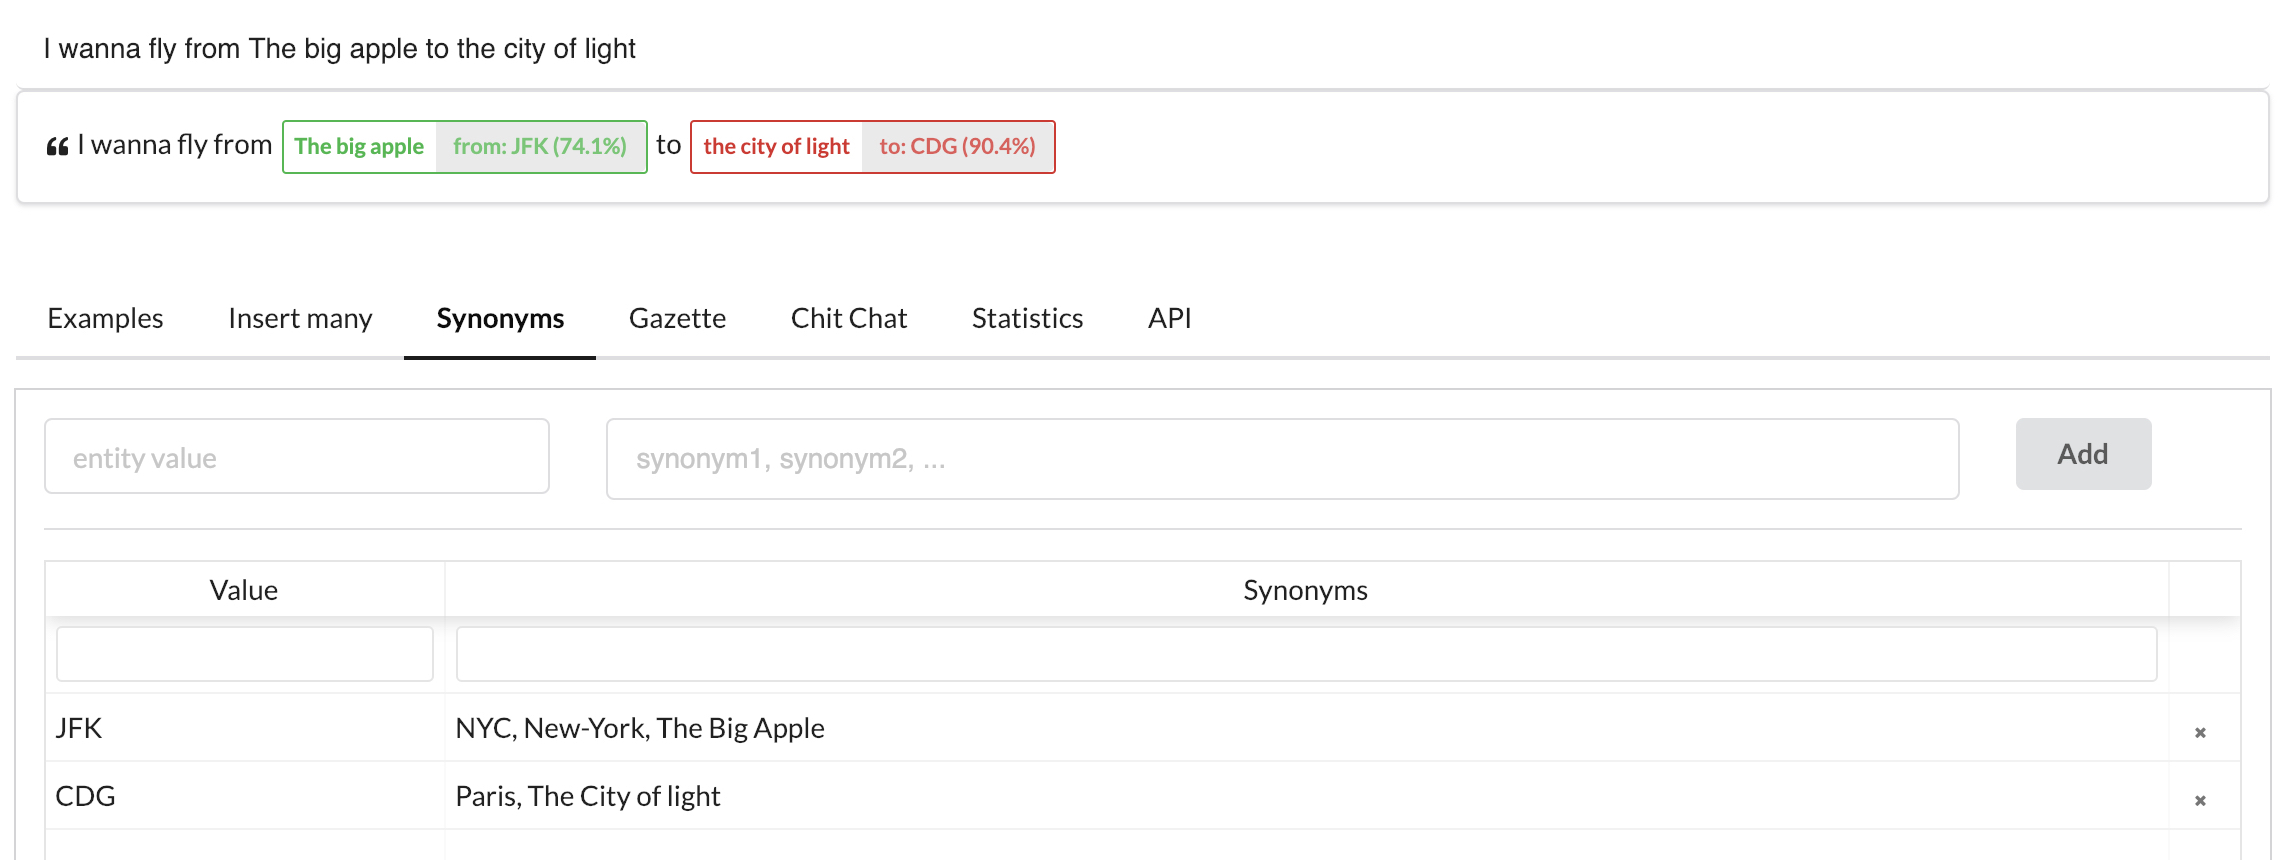 I wanna fly from The big apple to the city of light
❝ I wanna fly from The big apple from: JFK (74.1%) to the city of light to: CDG (90.4%)
Examples Insert many Synonyms Gazette Chit Chat Statistics API
entity value synonym1, synonym2, ... Add
Value Synonyms
JFK NYC, New-York, The Big Apple ×
CDG Paris, The City of light ×